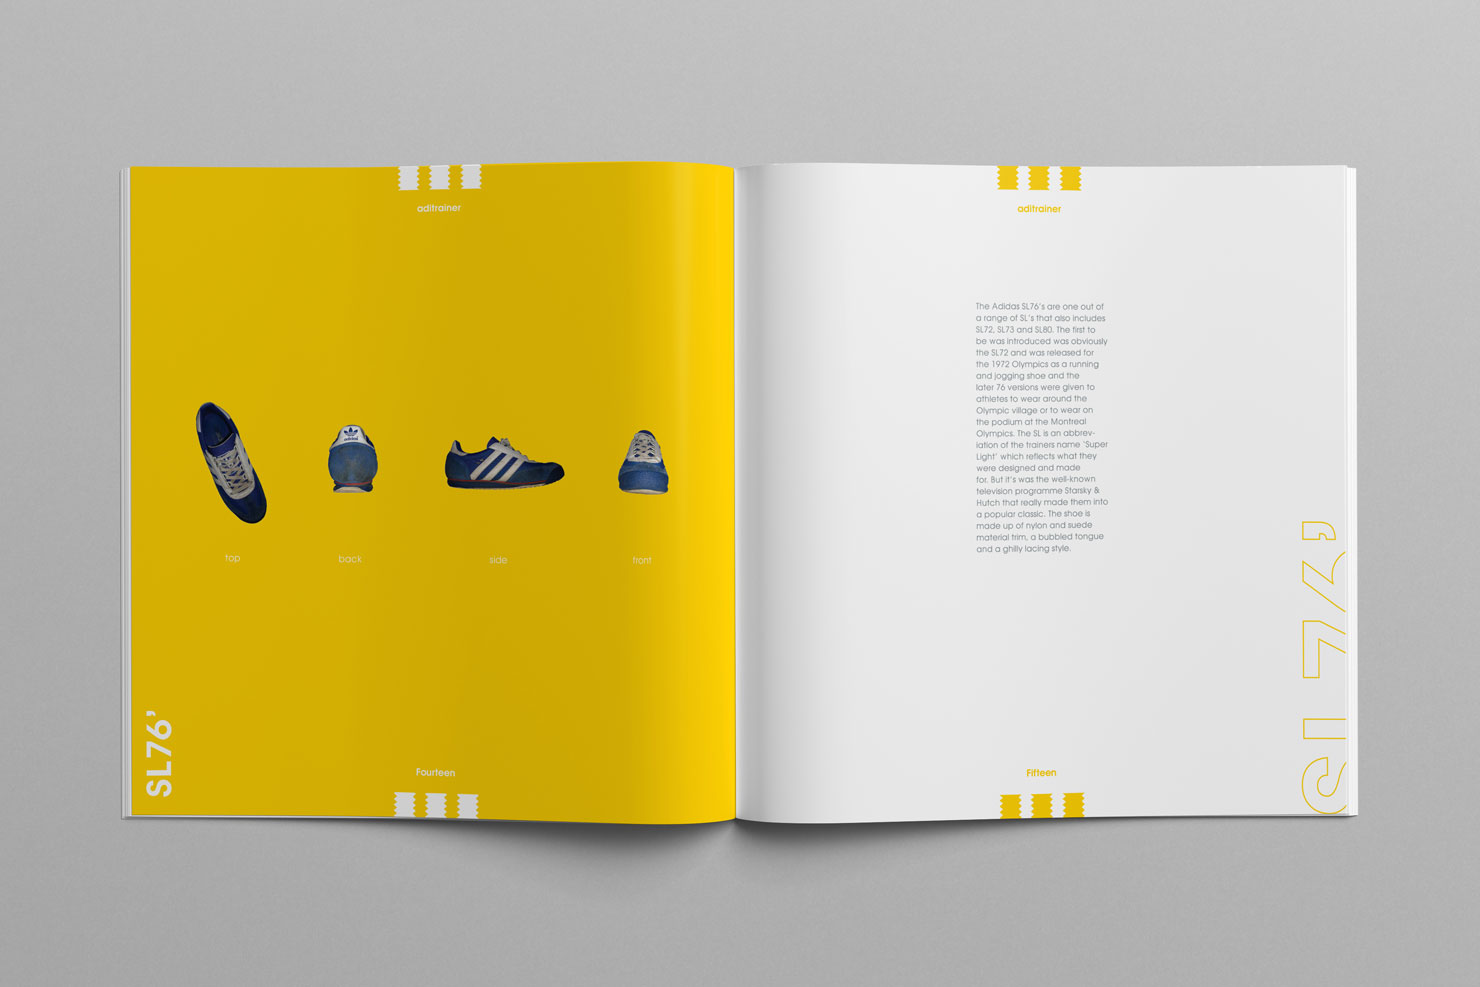 aditrainer
top
back
side
front
SL76’
Fourteen
aditrainer
The Adidas SL76’s are one out of
a range of SL’s that also includes
SL72, SL73 and SL80. The first to
be was introduced was obviously
the SL72 and was released for
the 1972 Olympics as a running
and jogging shoe and the
later 76 versions were given to
athletes to wear around the
Olympic village or to wear on
the podium at the Montreal
Olympics. The SL is an abbrev-
iation of the trainers name ‘Super
Light’ which reflects what they
were designed and made
for. But it’s was the well-known
television programme Starsky &
Hutch that really made them into
a popular classic. The shoe is
made up of nylon and suede
material trim, a bubbled tongue
and a ghilly lacing style.
SL76’
Fifteen